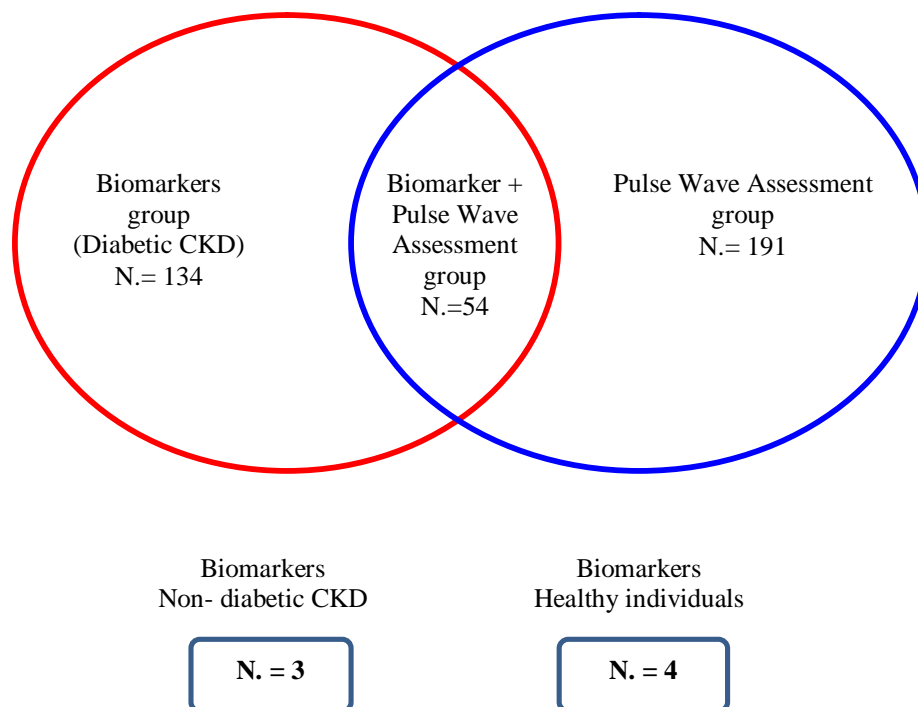 Biomarkers
group
(Diabetic CKD)
N.= 134
Biomarker +
Pulse Wave
Assessment
group
N.=54
Pulse Wave Assessment
group
N.= 191
Biomarkers
Non- diabetic CKD
N. = 3
Biomarkers
Healthy individuals
N. = 4